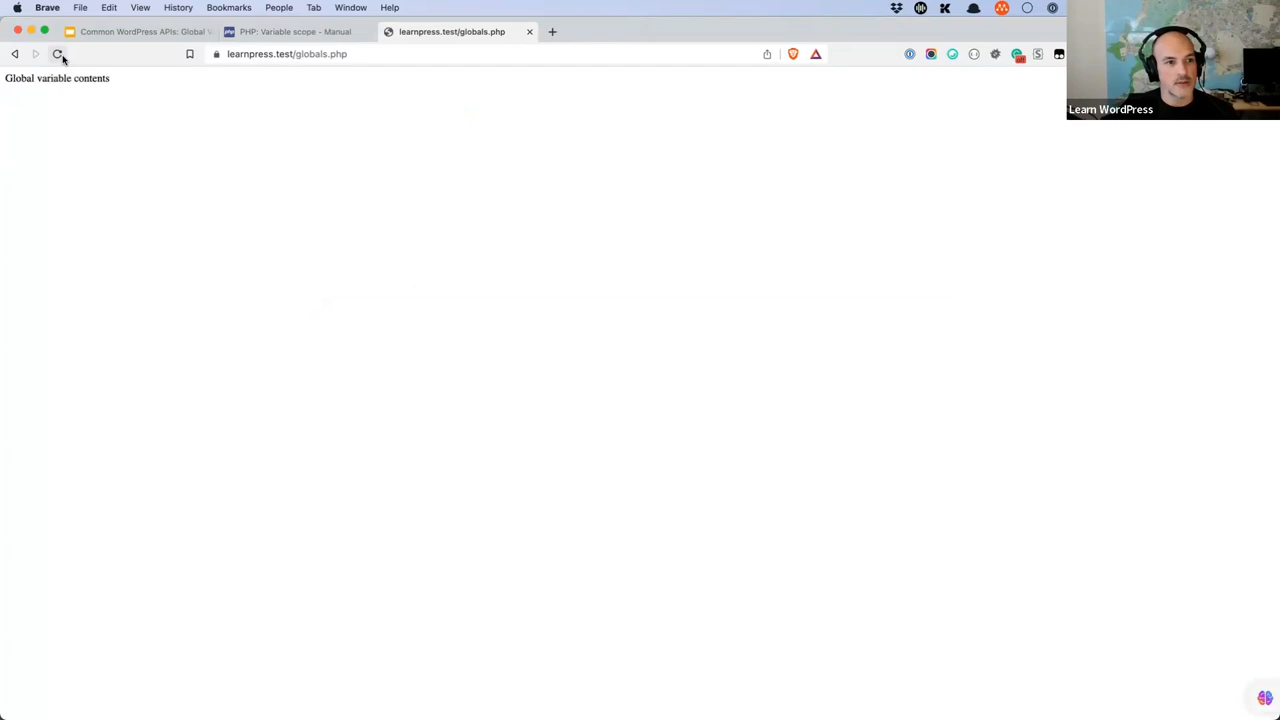 Brave File Edit View History Bookmarks People Tab Window Help
Common WordPress APIs: Global V
php PHP: Variable scope - Manual
learnpress.test/globals.php
learnpress.test/globals.php
Global variable contents
Learn WordPress